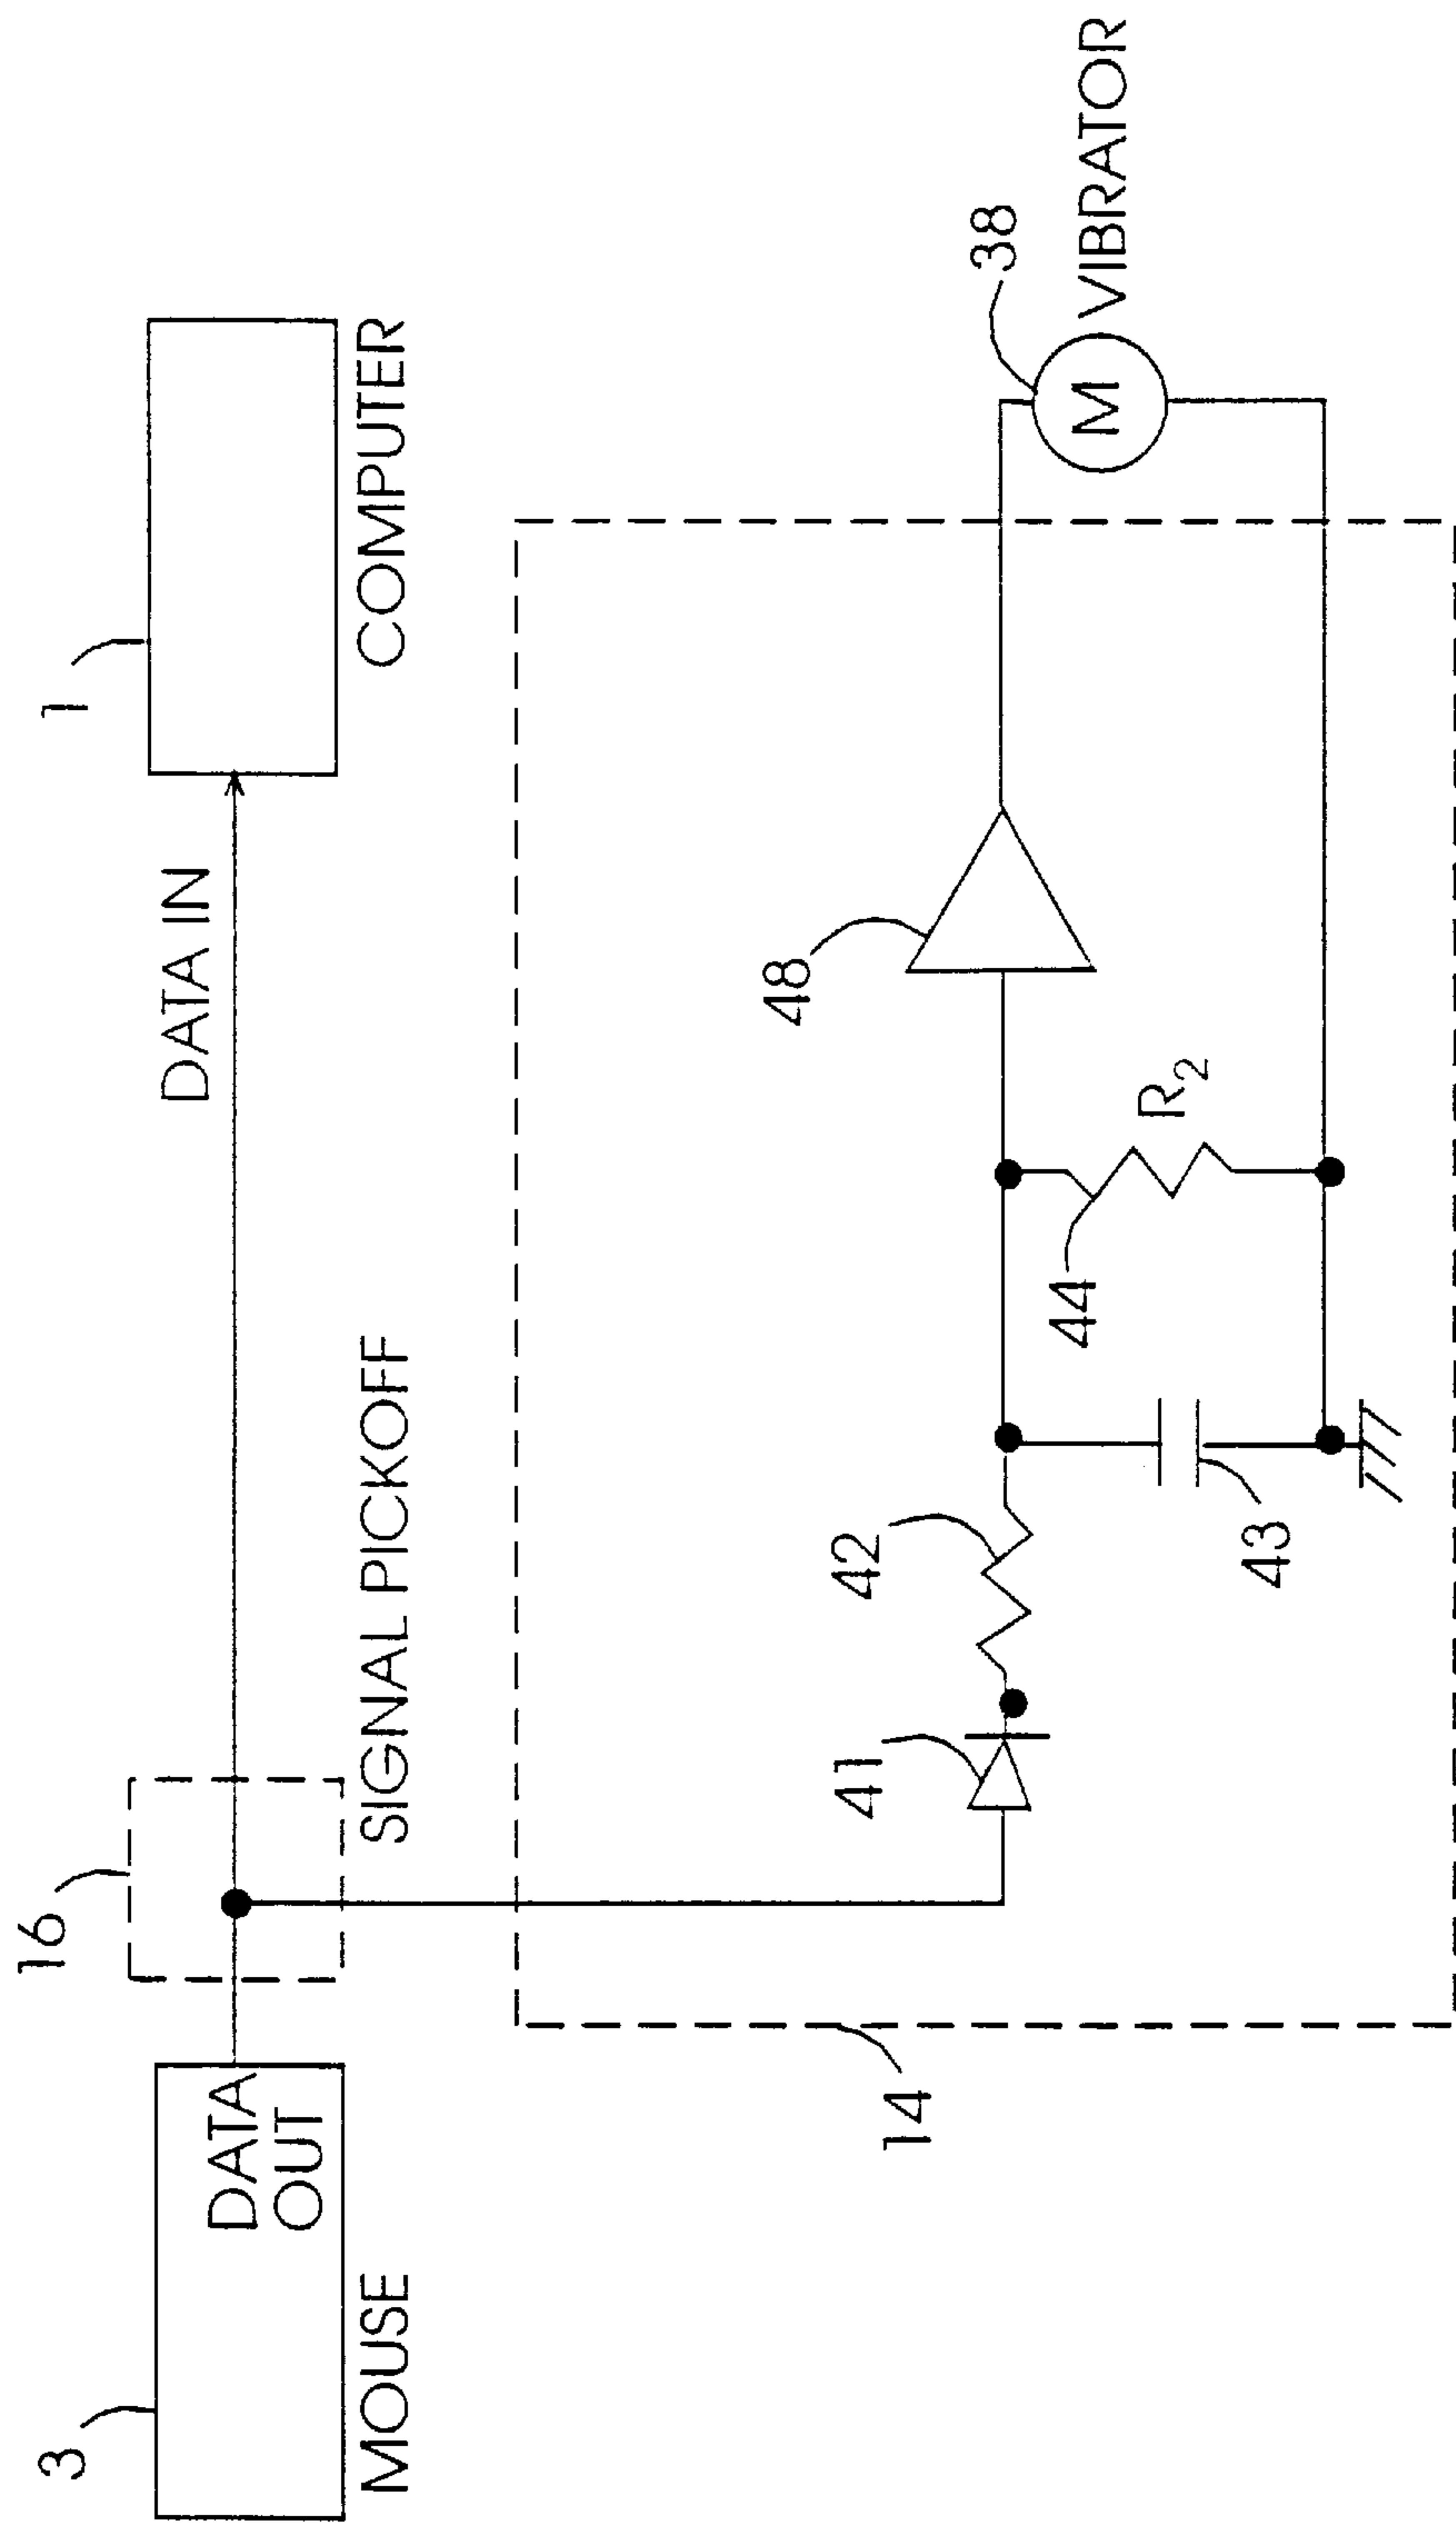 3
DATA
OUT
MOUSE
16
SIGNAL PICKOFF
DATA IN
1
COMPUTER
14
41
42
43
44
R2
48
38
M
VIBRATOR